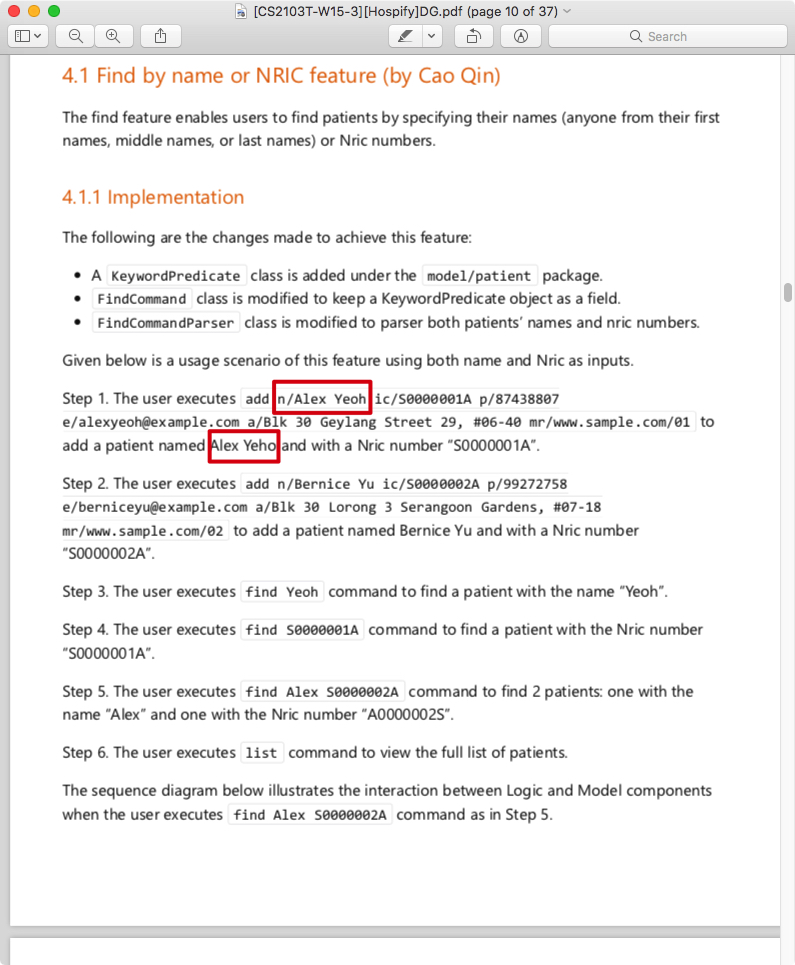 [CS2103T-W15-3][Hospify]DG.pdf (page 10 of 37)
Search
4.1 Find by name or NRIC feature (by Cao Qin)
The find feature enables users to find patients by specifying their names (anyone from their first
names, middle names, or last names) or Nric numbers.
4.1.1 Implementation
The following are the changes made to achieve this feature:
• A KeywordPredicate class is added under the model/patient package.
• FindCommand class is modified to keep a KeywordPredicate object as a field.
• FindCommandParser class is modified to parser both patients’ names and nric numbers.
Given below is a usage scenario of this feature using both name and Nric as inputs.
Step 1. The user executes add n/Alex Yeoh ic/S0000001A p/87438807
e/alexyeoh@example.com a/Blk 30 Geylang Street 29, #06-40 mr/www.sample.com/01 to
add a patient named Alex Yeho and with a Nric number “S0000001A”.
Step 2. The user executes add n/Bernice Yu ic/S0000002A p/99272758
e/berniceyu@example.com a/Blk 30 Lorong 3 Serangoon Gardens, #07-18
mr/www.sample.com/02 to add a patient named Bernice Yu and with a Nric number
“S0000002A”.
Step 3. The user executes find Yeoh command to find a patient with the name “Yeoh”.
Step 4. The user executes find S0000001A command to find a patient with the Nric number
“S0000001A”.
Step 5. The user executes find Alex S0000002A command to find 2 patients: one with the
name “Alex” and one with the Nric number “A0000002S”.
Step 6. The user executes list command to view the full list of patients.
The sequence diagram below illustrates the interaction between Logic and Model components
when the user executes find Alex S0000002A command as in Step 5.